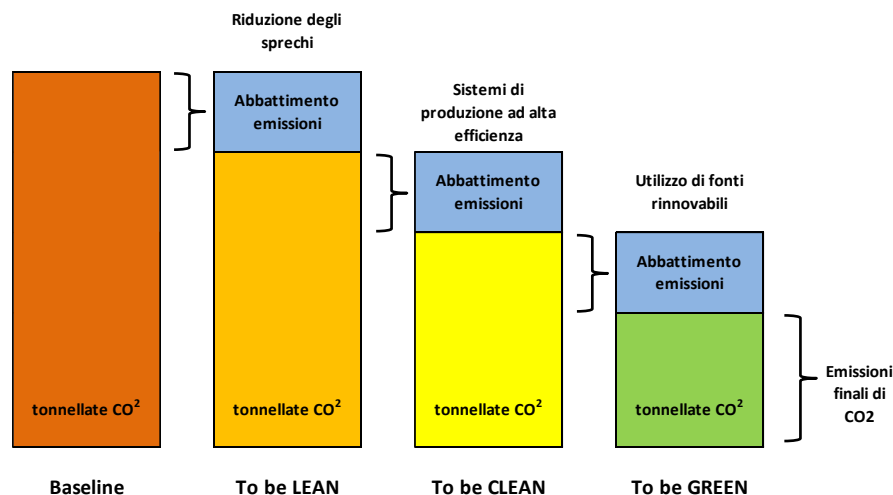 Riduzione degli
sprechi
Abbattimento
emissioni
Sistemi di
produzione ad alta
efficienza
Abbattimento
emissioni
Utilizzo di fonti
rinnovabili
Abbattimento
emissioni
tonnellate CO²
tonnellate CO²
tonnellate CO²
tonnellate CO²
Emissioni
finali di
CO2
Baseline
To be LEAN
To be CLEAN
To be GREEN